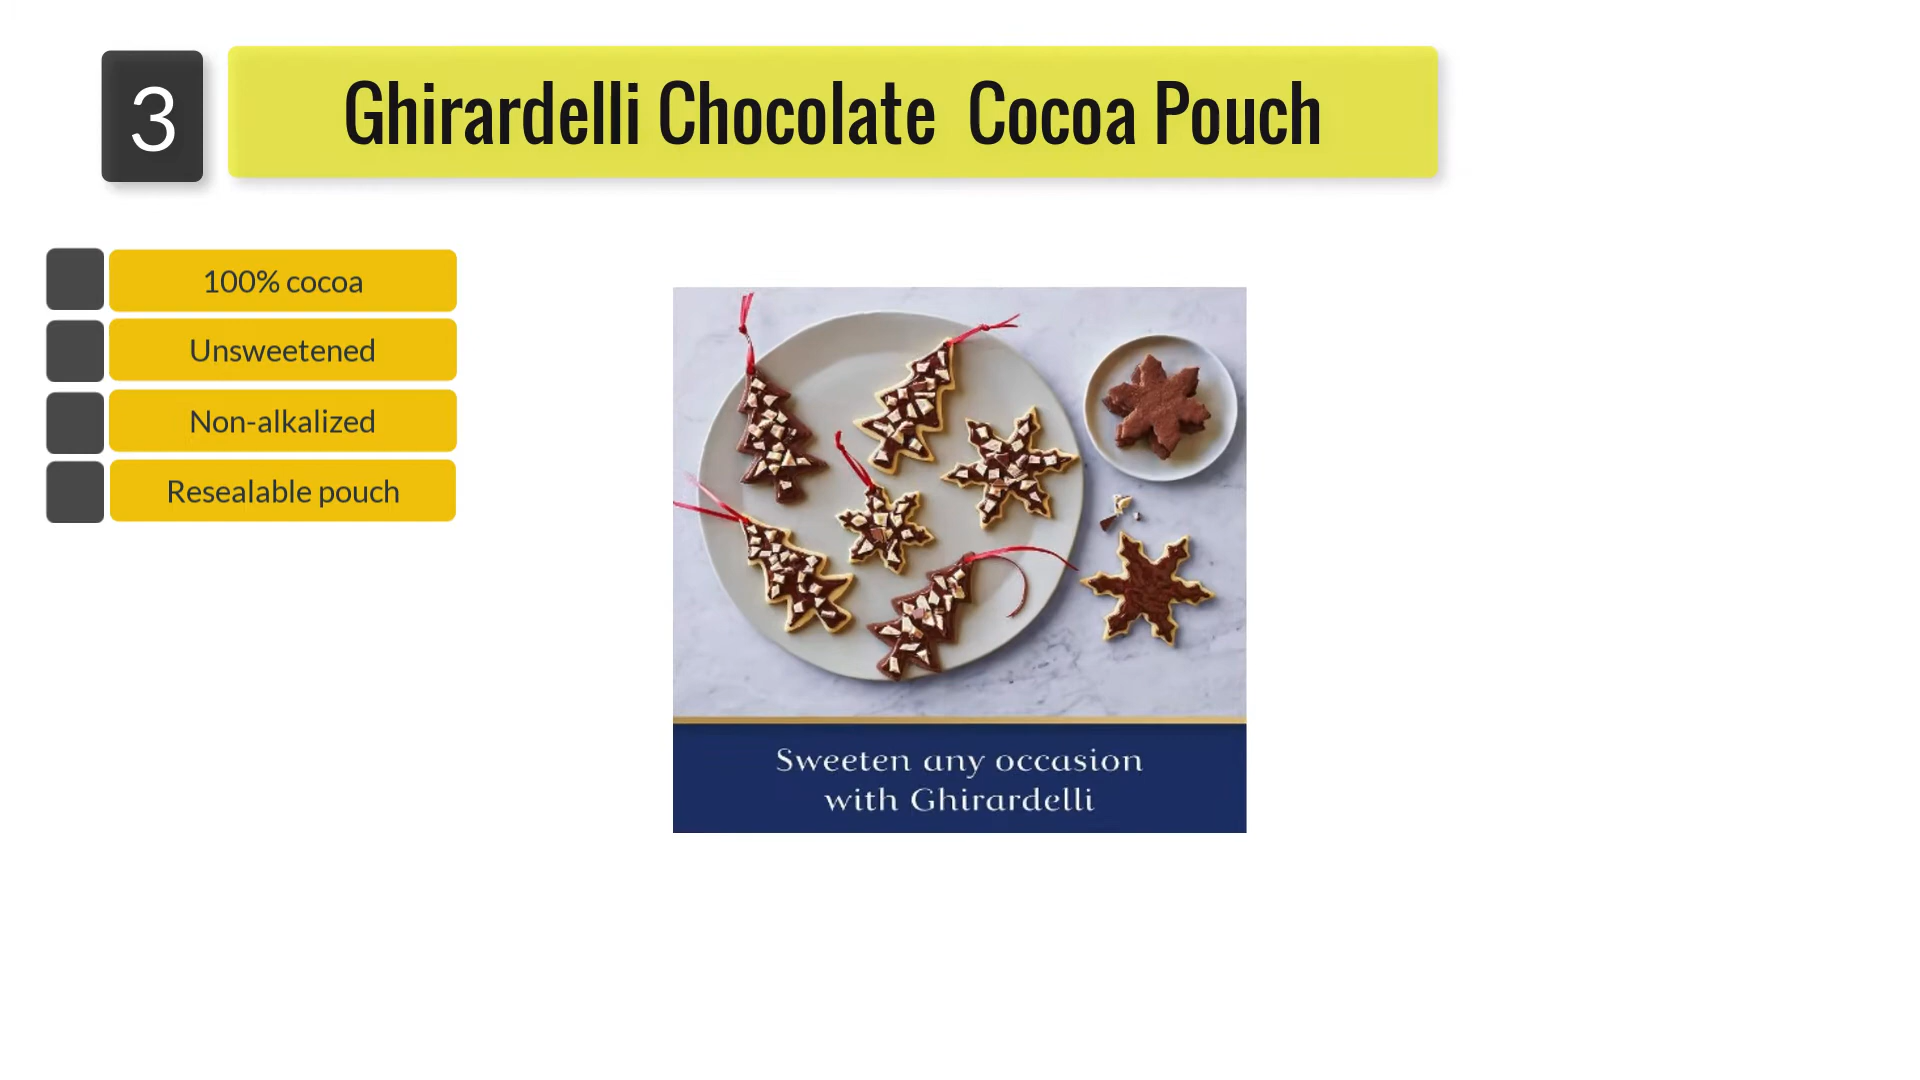 3
Ghirardelli Chocolate  Cocoa Pouch
100% cocoa
Unsweetened
Non-alkalized
Resealable pouch
Sweeten any occasion
with Ghirardelli